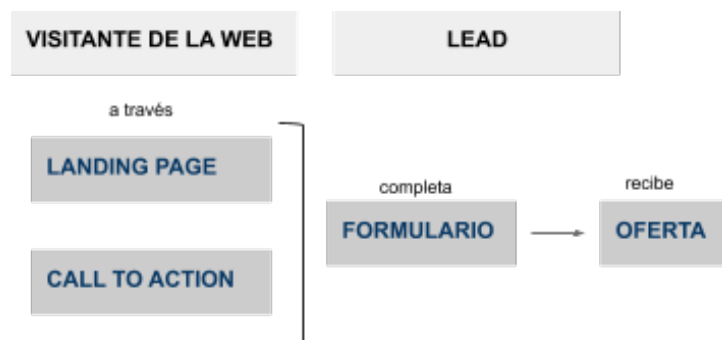 VISITANTE DE LA WEB
LEAD
a través
LANDING PAGE
CALL TO ACTION
completa
FORMULARIO
recibe
OFERTA